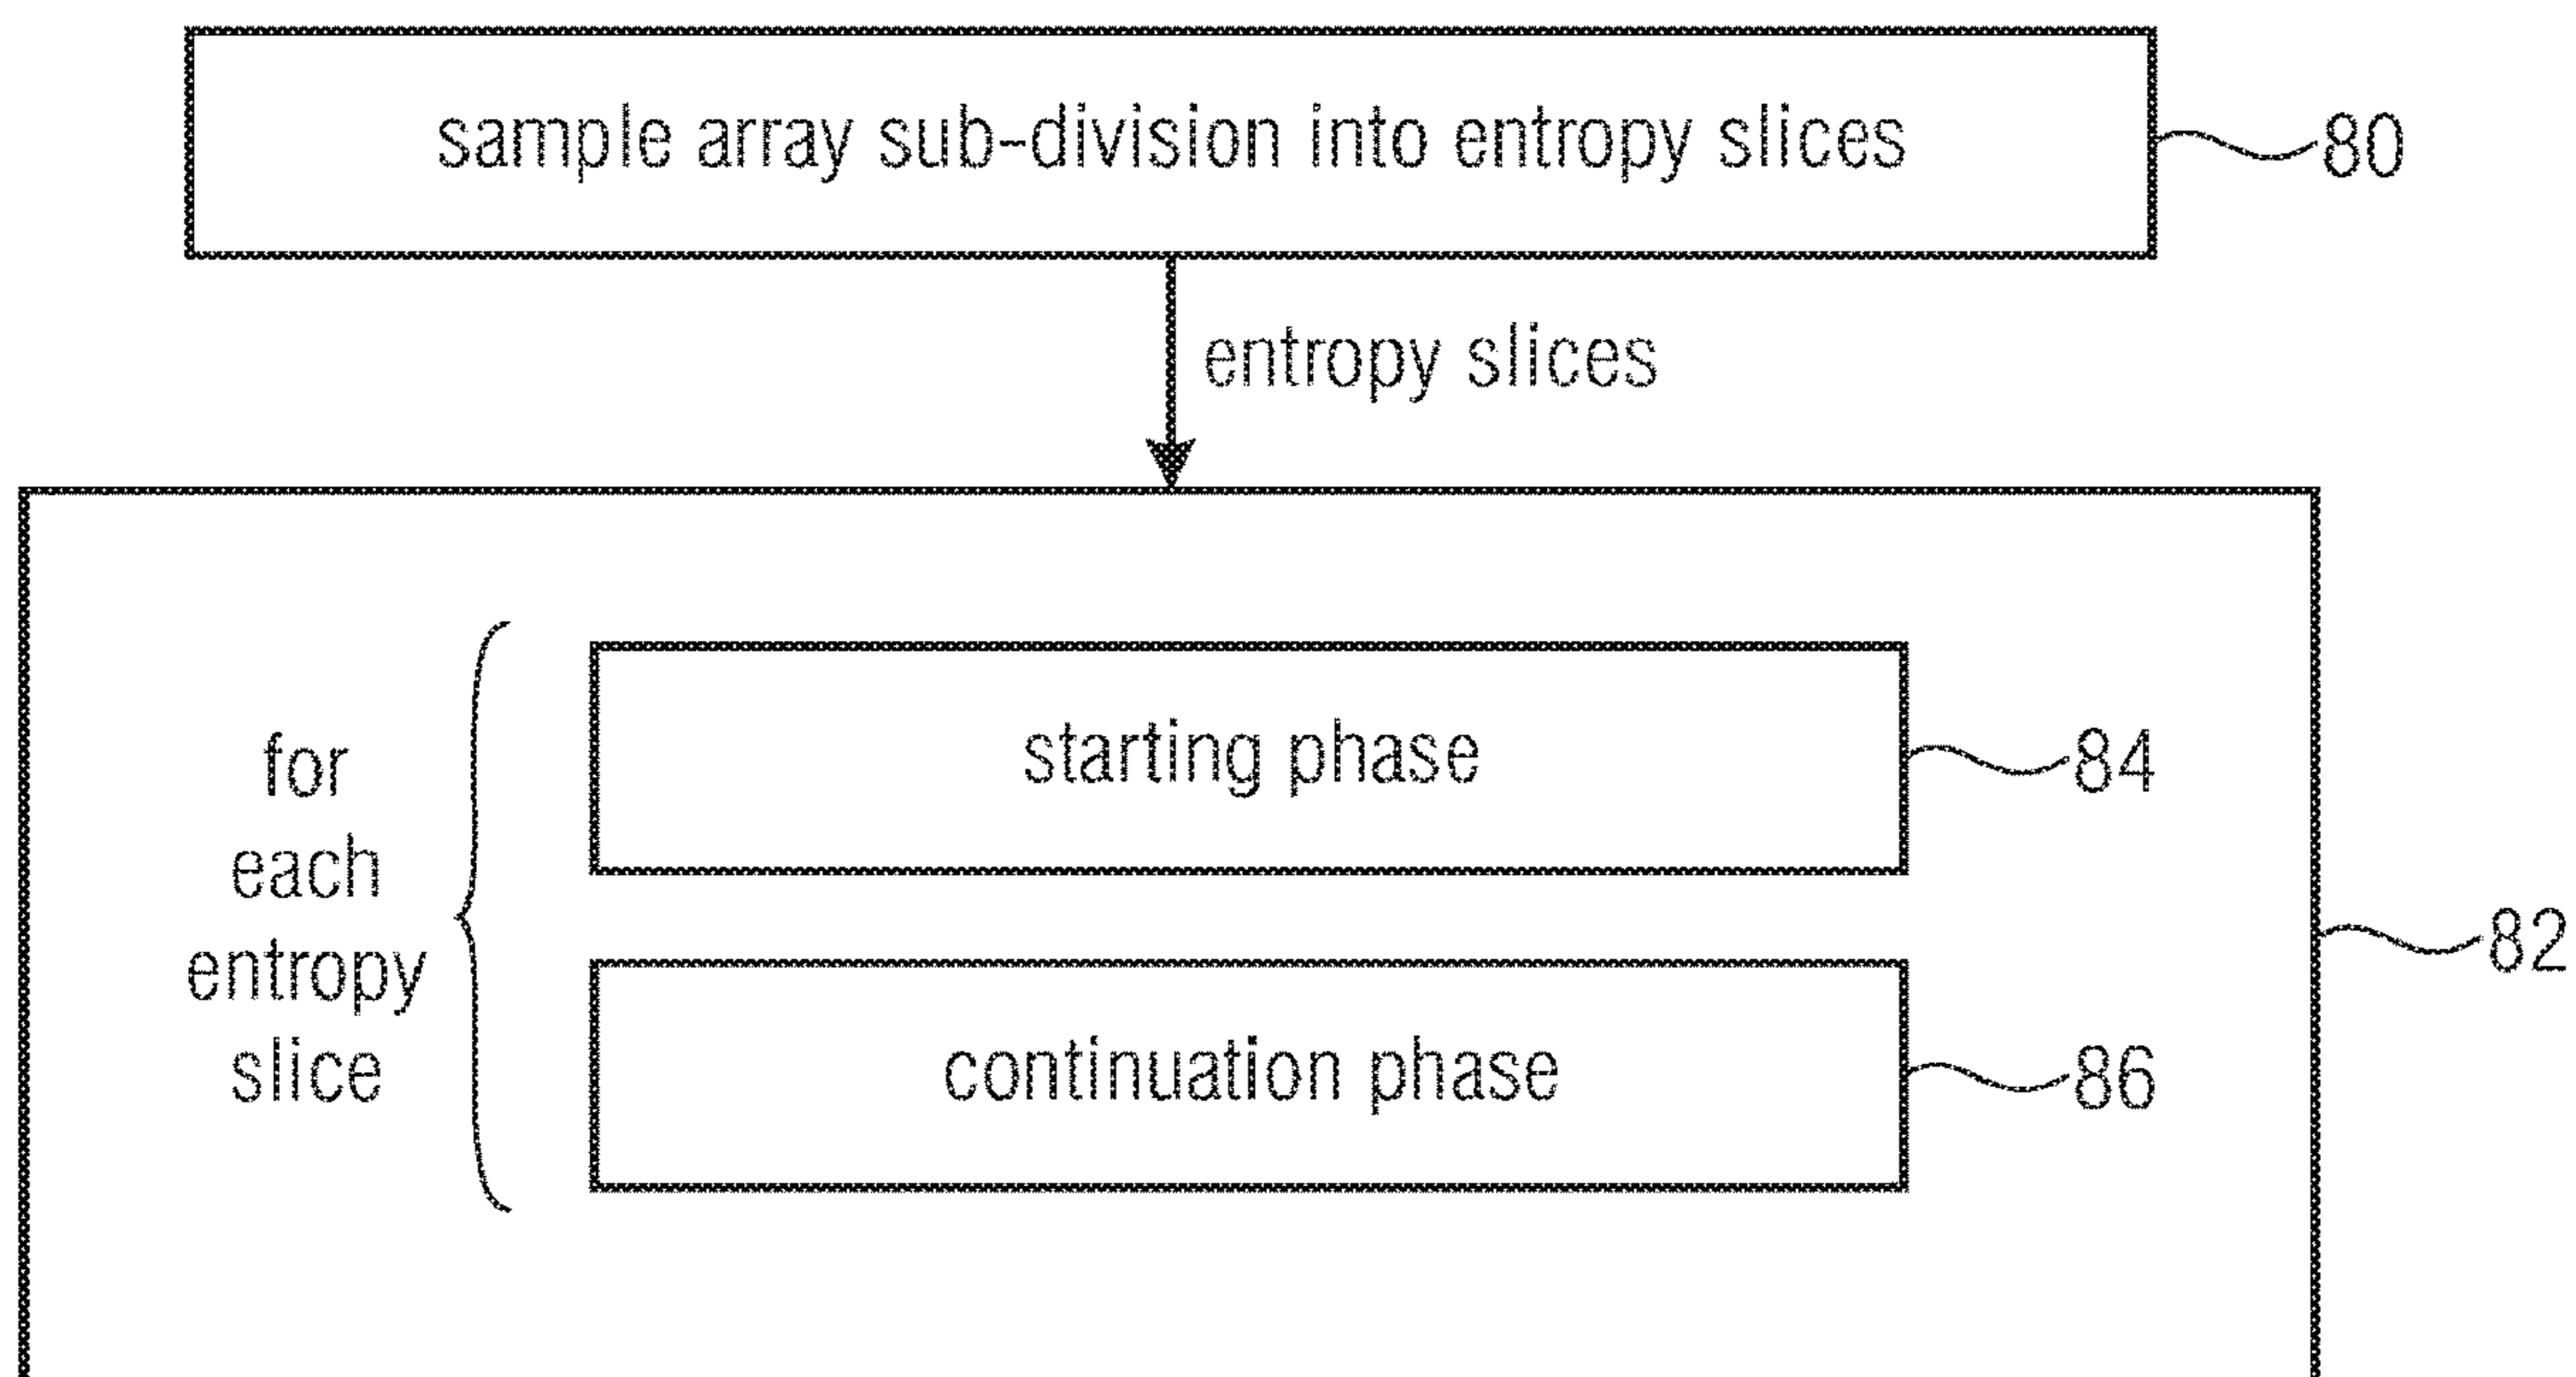 sample array sub-division into entropy slices
80
entropy slices
for
each
entropy
slice
starting phase
84
continuation phase
86
82